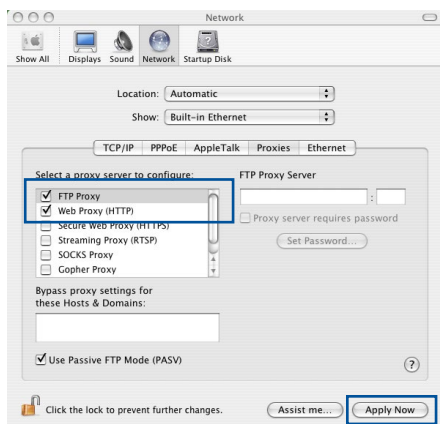 Network
Show All Displays Sound Network Startup Disk
Location: Automatic
Show: Built-in Ethernet
TCP/IP PPPoE AppleTalk Proxies Ethernet
Select a proxy server to configure: FTP Proxy Server
FTP Proxy
:
Web Proxy (HTTP)
Proxy server requires password
Secure Web Proxy (HTTPS)
Streaming Proxy (RTSP) Set Password...
SOCKS Proxy
Gopher Proxy
Bypass proxy settings for
these Hosts & Domains:
Use Passive FTP Mode (PASV) ?
Click the lock to prevent further changes. Assist me... Apply Now